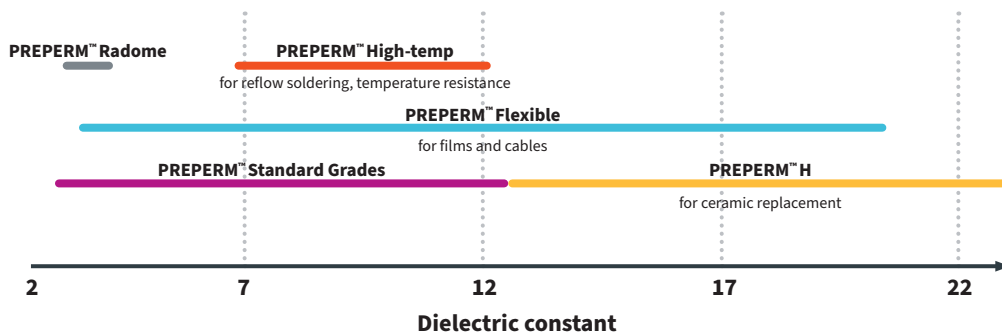 PREPERM™ Radome
PREPERM™ High-temp
for reflow soldering, temperature resistance
PREPERM™ Flexible
for films and cables
PREPERM™ Standard Grades
PREPERM™ H
for ceramic replacement
2 7 12 17 22
Dielectric constant